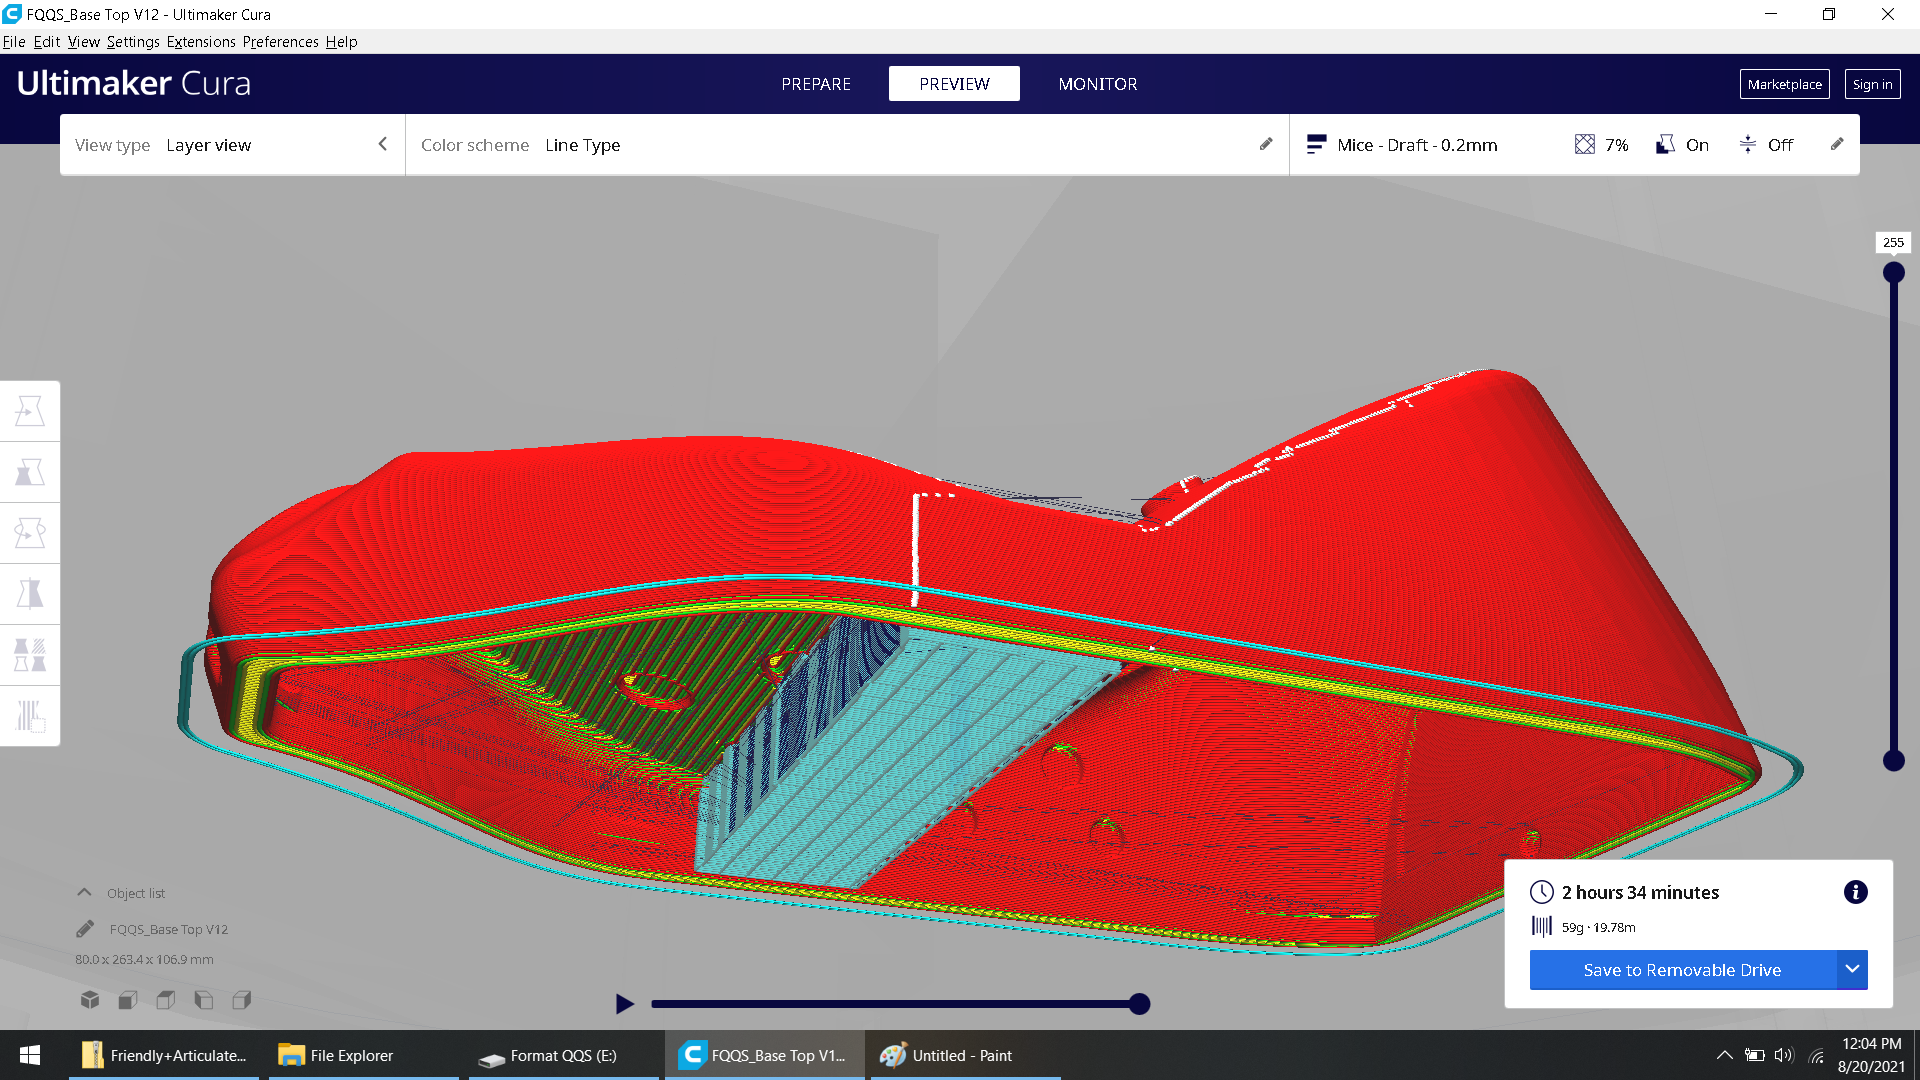 FQQS_Base Top V12 - Ultimaker Cura
File Edit View Settings Extensions Preferences Help
Ultimaker Cura
PREPARE
PREVIEW
MONITOR
Marketplace
Sign in
View type Layer view
Color scheme Line Type
Mice - Draft - 0.2mm
7%
On
Off
255
Object list
FQQS_Base Top V12
80.0 x 263.4 x 106.9 mm
2 hours 34 minutes
59g · 19.78m
Save to Removable Drive
Friendly+Articulate...
File Explorer
Format QQS (E:)
FQQS_Base Top V1...
Untitled - Paint
12:04 PM
8/20/2021